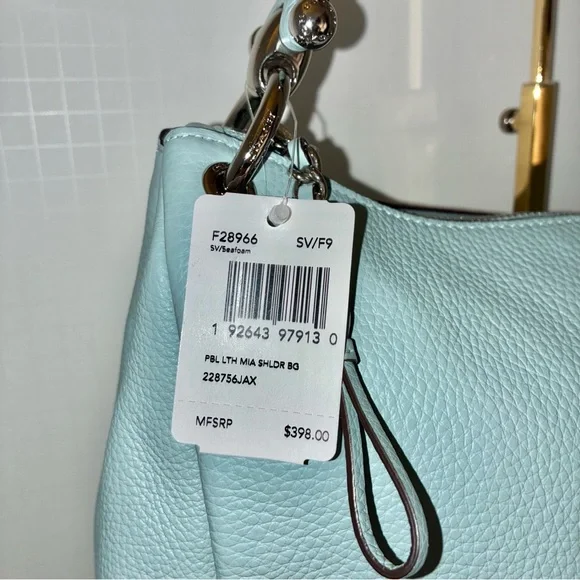 F28966 SV/F9
SV/Seafoam
1 92643 97913 0
PBL LTH MIA SHLDR BG
228756JAX
MFSRP $398.00